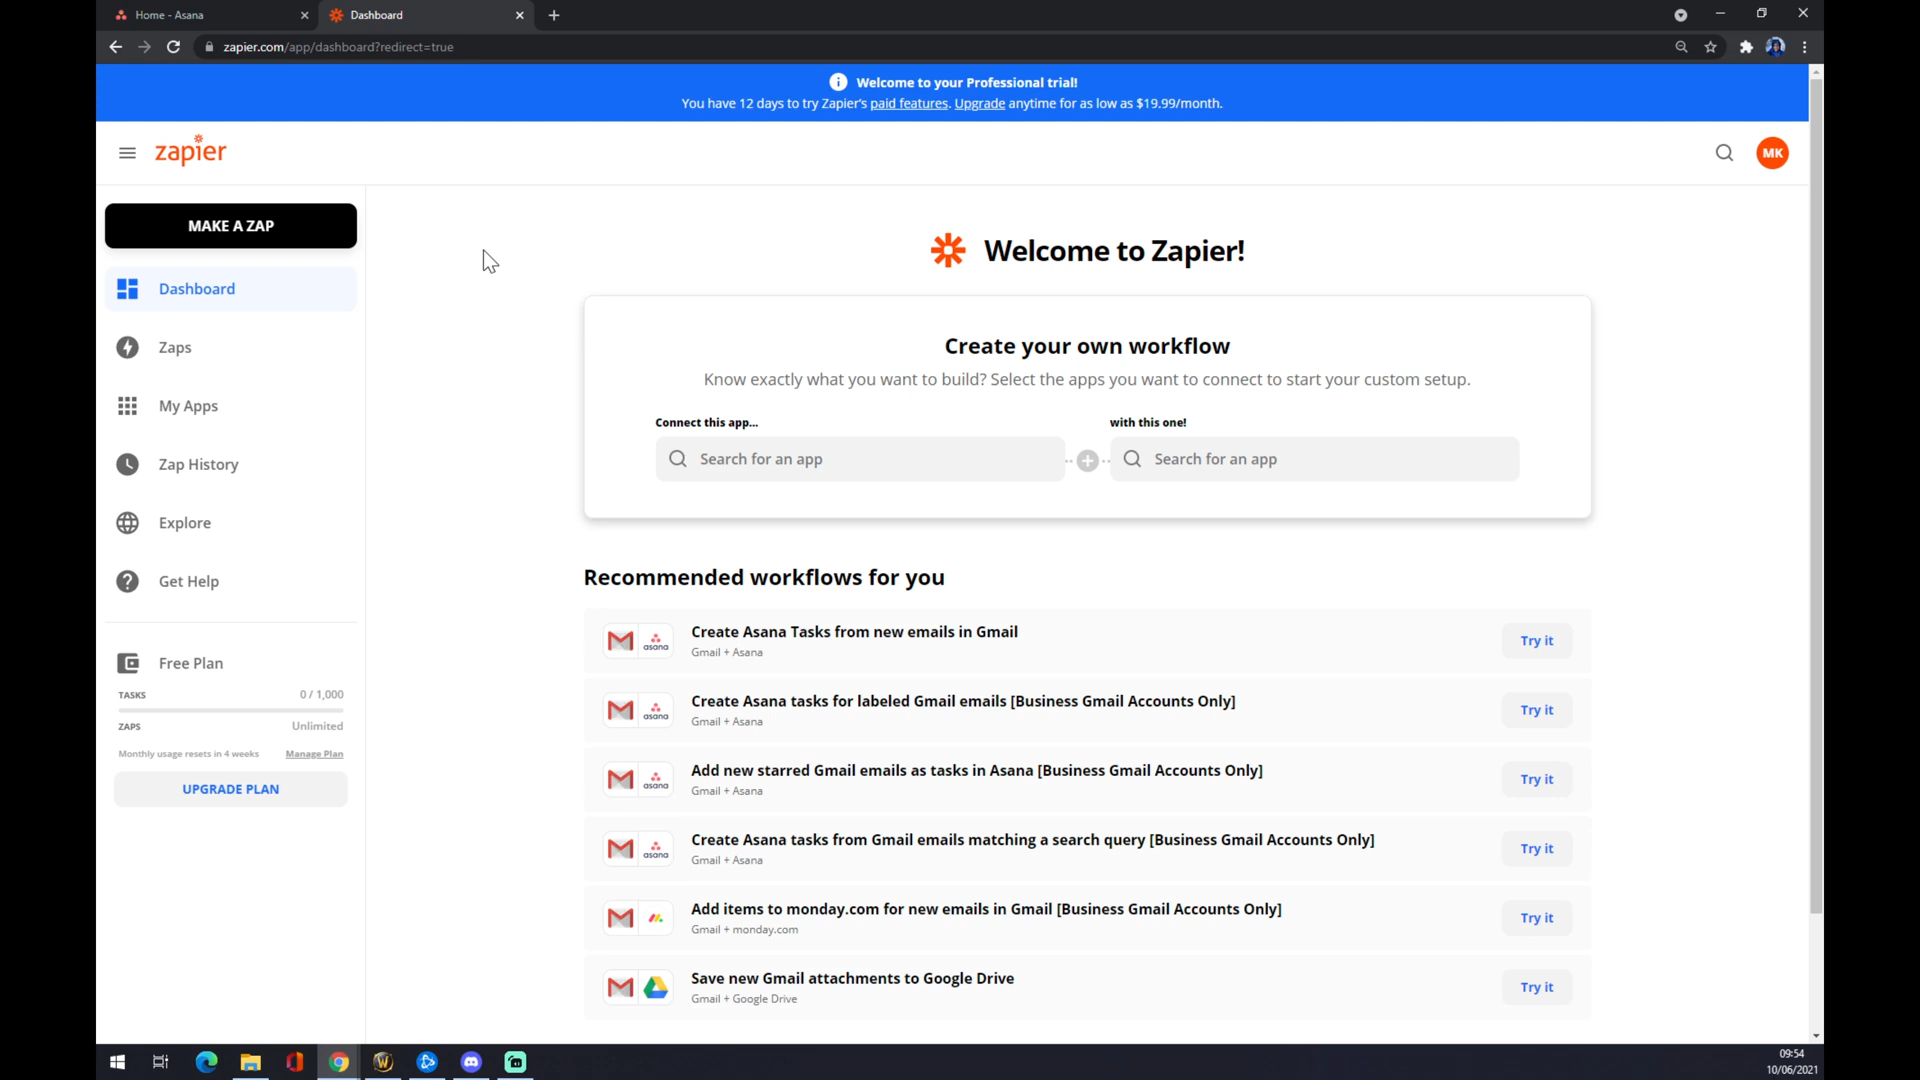 Home - Asana
Dashboard
zapier.com/app/dashboard?redirect=true
Welcome to your Professional trial!
You have 12 days to try Zapier's paid features. Upgrade anytime for as low as $19.99/month.
zapier
MK
MAKE A ZAP
Dashboard
Zaps
My Apps
Zap History
Explore
Get Help
Free Plan
TASKS 0 / 1,000
ZAPS Unlimited
Monthly usage resets in 4 weeks Manage Plan
UPGRADE PLAN
Welcome to Zapier!
Create your own workflow
Know exactly what you want to build? Select the apps you want to connect to start your custom setup.
Connect this app... with this one!
Search for an app Search for an app
Recommended workflows for you
asana
Create Asana Tasks from new emails in Gmail
Gmail + Asana
Try it
asana
Create Asana tasks for labeled Gmail emails [Business Gmail Accounts Only]
Gmail + Asana
Try it
asana
Add new starred Gmail emails as tasks in Asana [Business Gmail Accounts Only]
Gmail + Asana
Try it
asana
Create Asana tasks from Gmail emails matching a search query [Business Gmail Accounts Only]
Gmail + Asana
Try it
Add items to monday.com for new emails in Gmail [Business Gmail Accounts Only]
Gmail + monday.com
Try it
Save new Gmail attachments to Google Drive
Gmail + Google Drive
Try it
09:54
10/06/2021